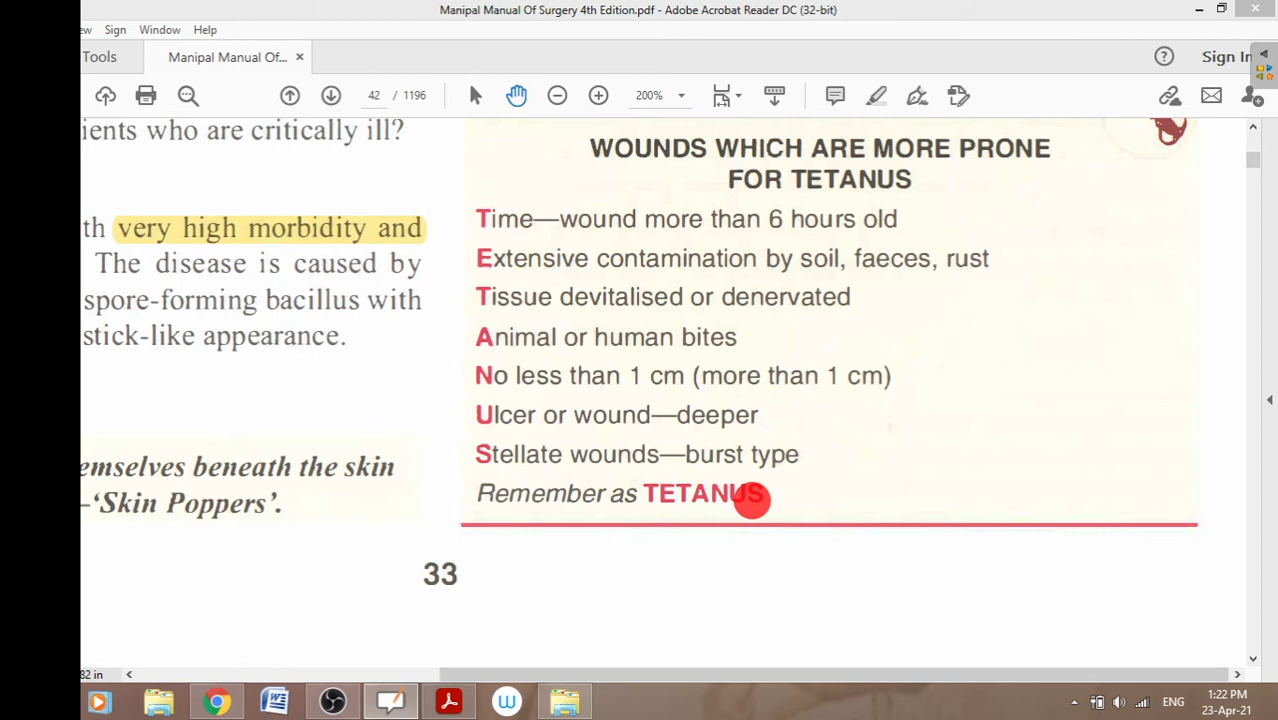 Manipal Manual Of Surgery 4th Edition.pdf - Adobe Acrobat Reader DC (32-bit)
ew Sign Window Help
Tools Manipal Manual Of... × Sign In
42 / 1196 200%
ients who are critically ill?
th very high morbidity and
The disease is caused by
spore-forming bacillus with
stick-like appearance.
emselves beneath the skin
–‘Skin Poppers’.
33
WOUNDS WHICH ARE MORE PRONE
FOR TETANUS
Time—wound more than 6 hours old
Extensive contamination by soil, faeces, rust
Tissue devitalised or denervated
Animal or human bites
No less than 1 cm (more than 1 cm)
Ulcer or wound—deeper
Stellate wounds—burst type
Remember as TETANUS
82 in
ENG
1:22 PM
23-Apr-21